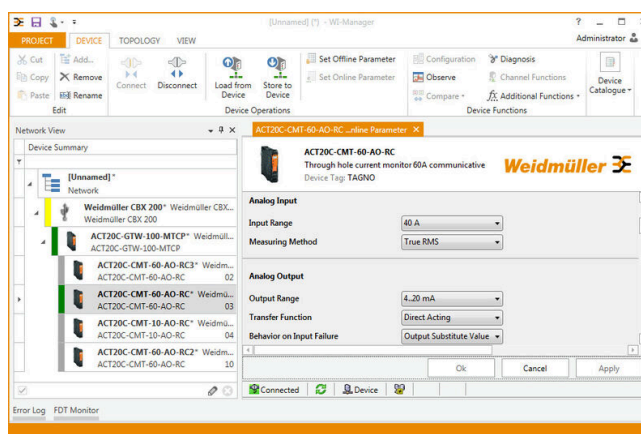 [Unnamed] (*) - WI-Manager
PROJECT DEVICE TOPOLOGY VIEW Administrator
Cut Add... Set Offline Parameter Configuration Diagnosis
Copy Remove Connect Disconnect Load from Device Store to Device Set Online Parameter Observe Channel Functions Device Catalogue
Paste Rename Compare Additional Functions
Edit Device Operations Device Functions
Network View ACT20C-CMT-60-AO-RC ...nline Parameter
Device Summary
ACT20C-CMT-60-AO-RC
Through hole current monitor 60A communicative
Device Tag: TAGNO
Weidmüller
[Unnamed]*
Network
Weidmüller CBX 200* Weidmüller CBX...
Weidmüller CBX 200
ACT20C-GTW-100-MTCP* Weidmüll...
ACT20C-GTW-100-MTCP
ACT20C-CMT-60-AO-RC3* Weidm...
ACT20C-CMT-60-AO-RC 02
ACT20C-CMT-60-AO-RC* Weidmü...
ACT20C-CMT-60-AO-RC 03
ACT20C-CMT-10-AO-RC* Weidmü...
ACT20C-CMT-10-AO-RC 04
ACT20C-CMT-60-AO-RC2* Weidm...
ACT20C-CMT-60-AO-RC 10
Analog Input
Input Range 40 A
Measuring Method True RMS
Analog Output
Output Range 4..20 mA
Transfer Function Direct Acting
Behavior on Input Failure Output Substitute Value
Ok Cancel Apply
Connected Device
Error Log FDT Monitor